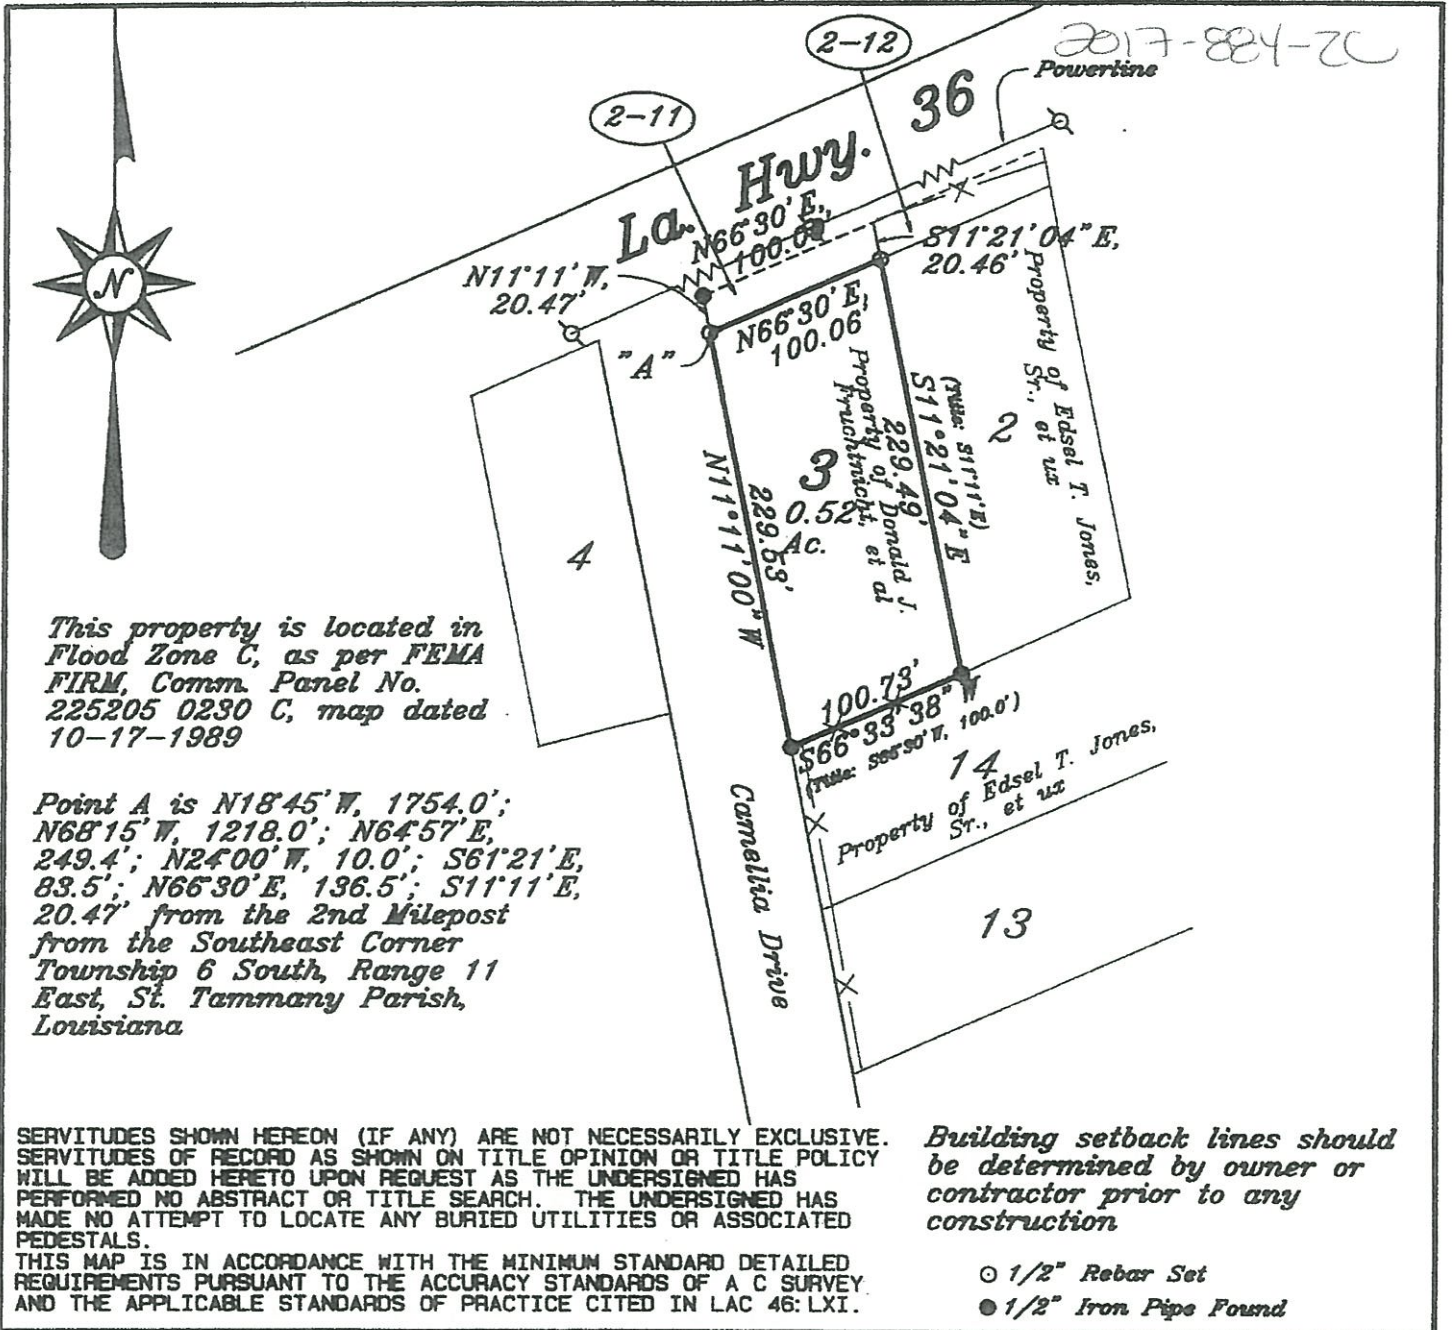 2017-884-ZC
2-12
Powerline
36
2-11
La. Hwy.
N66°30'E,
100.0'
S11°21'04"E,
20.46'
N11°11'W,
20.47'
N66°30'E,
100.06'
"A"
Property of Edsel T. Jones,
Sr., et ux
2
(Title: S11°11'E)
S11°21'04"E
229.49'
Property of Donald J.
Fruchtnicht, et al
3
0.52
Ac.
229.53'
N11°11'00"W
4
100.73'
S66°33'38"W
(Title: S66°30'W, 100.0')
14
Property of Edsel T. Jones,
Sr., et ux
13
Camellia Drive
N
This property is located in
Flood Zone C, as per FEMA
FIRM, Comm. Panel No.
225205 0230 C, map dated
10-17-1989
Point A is N18°45'W, 1754.0';
N68°15'W, 1218.0'; N64°57'E,
249.4'; N24°00'W, 10.0'; S61°21'E,
83.5'; N66°30'E, 136.5'; S11°11'E,
20.47' from the 2nd Milepost
from the Southeast Corner
Township 6 South, Range 11
East, St. Tammany Parish,
Louisiana
SERVITUDES SHOWN HEREON (IF ANY) ARE NOT NECESSARILY EXCLUSIVE.
SERVITUDES OF RECORD AS SHOWN ON TITLE OPINION OR TITLE POLICY
WILL BE ADDED HERETO UPON REQUEST AS THE UNDERSIGNED HAS
PERFORMED NO ABSTRACT OR TITLE SEARCH. THE UNDERSIGNED HAS
MADE NO ATTEMPT TO LOCATE ANY BURIED UTILITIES OR ASSOCIATED
PEDESTALS.
THIS MAP IS IN ACCORDANCE WITH THE MINIMUM STANDARD DETAILED
REQUIREMENTS PURSUANT TO THE ACCURACY STANDARDS OF A C SURVEY
AND THE APPLICABLE STANDARDS OF PRACTICE CITED IN LAC 46:LXI.
Building setback lines should
be determined by owner or
contractor prior to any
construction
1/2" Rebar Set
1/2" Iron Pipe Found